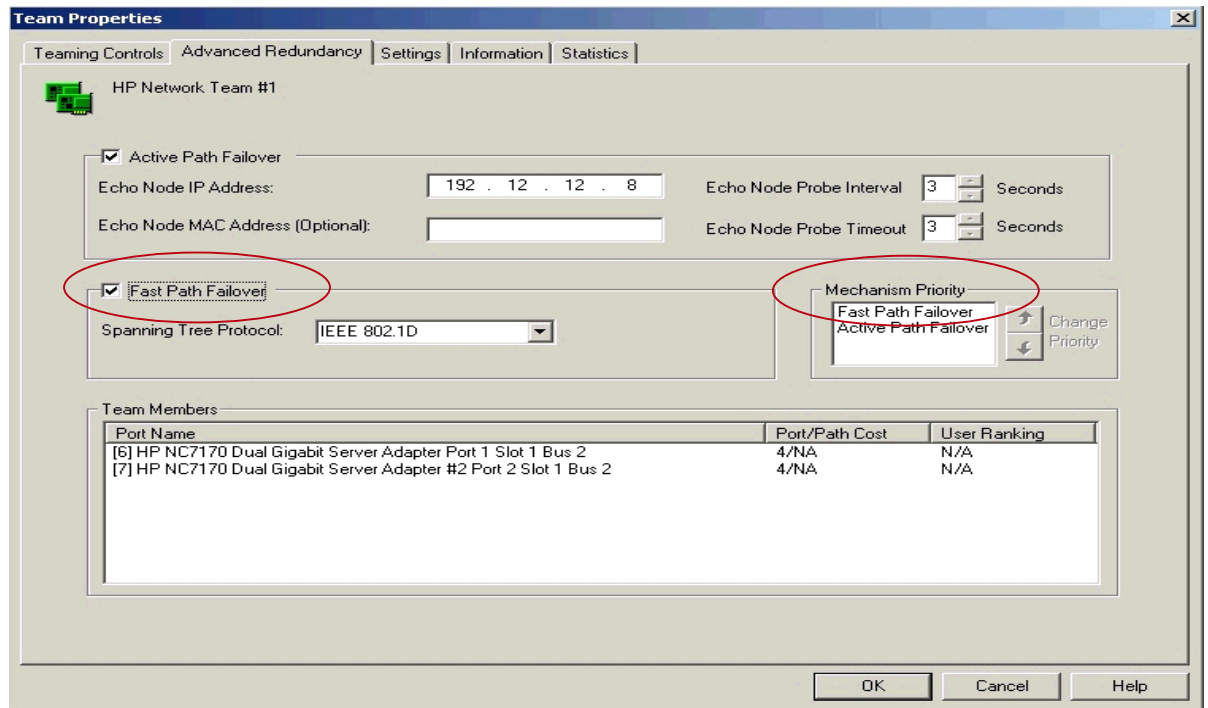 Team Properties
Teaming Controls Advanced Redundancy Settings Information Statistics
HP Network Team #1
Active Path Failover
Echo Node IP Address: 192 . 12 . 12 . 8 Echo Node Probe Interval 3 Seconds
Echo Node MAC Address (Optional): Echo Node Probe Timeout 3 Seconds
Fast Path Failover
Spanning Tree Protocol: IEEE 802.1D
Mechanism Priority
Fast Path Failover
Active Path Failover
Change
Priority
Team Members
Port Name Port/Path Cost User Ranking
[6] HP NC7170 Dual Gigabit Server Adapter Port 1 Slot 1 Bus 2 4/NA N/A
[7] HP NC7170 Dual Gigabit Server Adapter #2 Port 2 Slot 1 Bus 2 4/NA N/A
OK Cancel Help